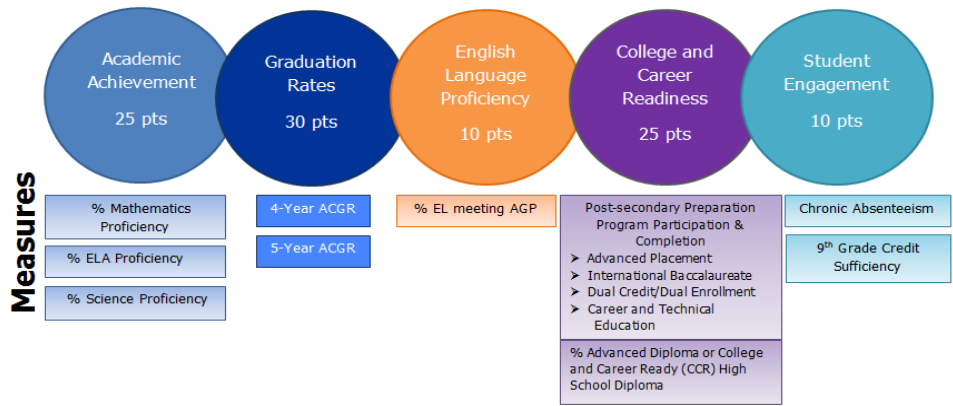 Academic
Achievement
25 pts
Graduation
Rates
30 pts
English
Language
Proficiency
10 pts
College and
Career
Readiness
25 pts
Student
Engagement
10 pts
Measures
% Mathematics
Proficiency
% ELA Proficiency
% Science Proficiency
4-Year ACGR
5-Year ACGR
% EL meeting AGP
Post-secondary Preparation
Program Participation &
Completion
➢ Advanced Placement
➢ International Baccalaureate
➢ Dual Credit/Dual Enrollment
➢ Career and Technical
Education
% Advanced Diploma or College
and Career Ready (CCR) High
School Diploma
Chronic Absenteeism
9th Grade Credit
Sufficiency